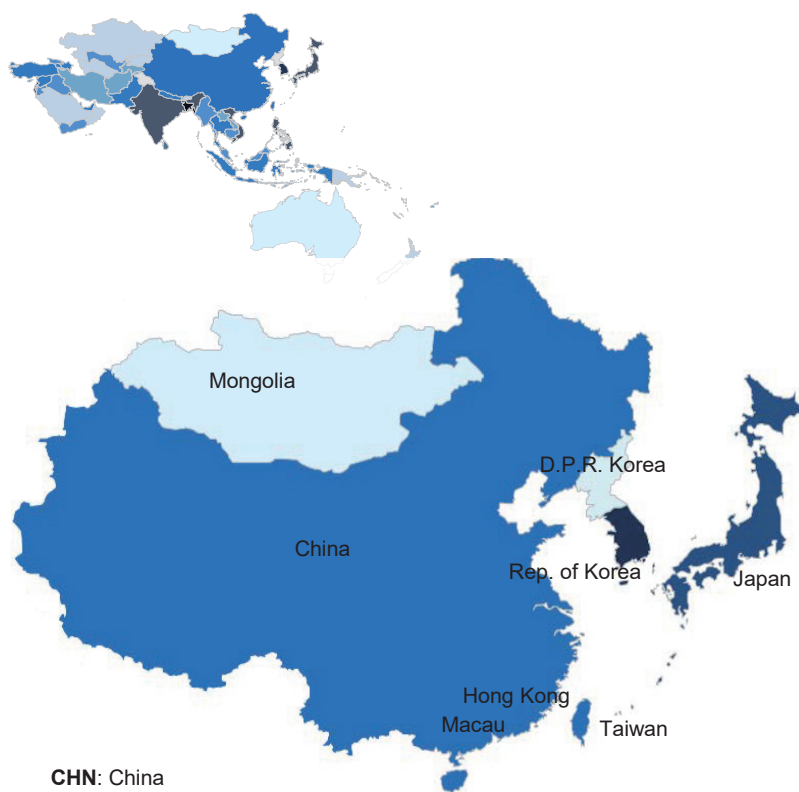 Mongolia
D.P.R. Korea
China
Rep. of Korea
Japan
Hong Kong
Macau
Taiwan
CHN: China